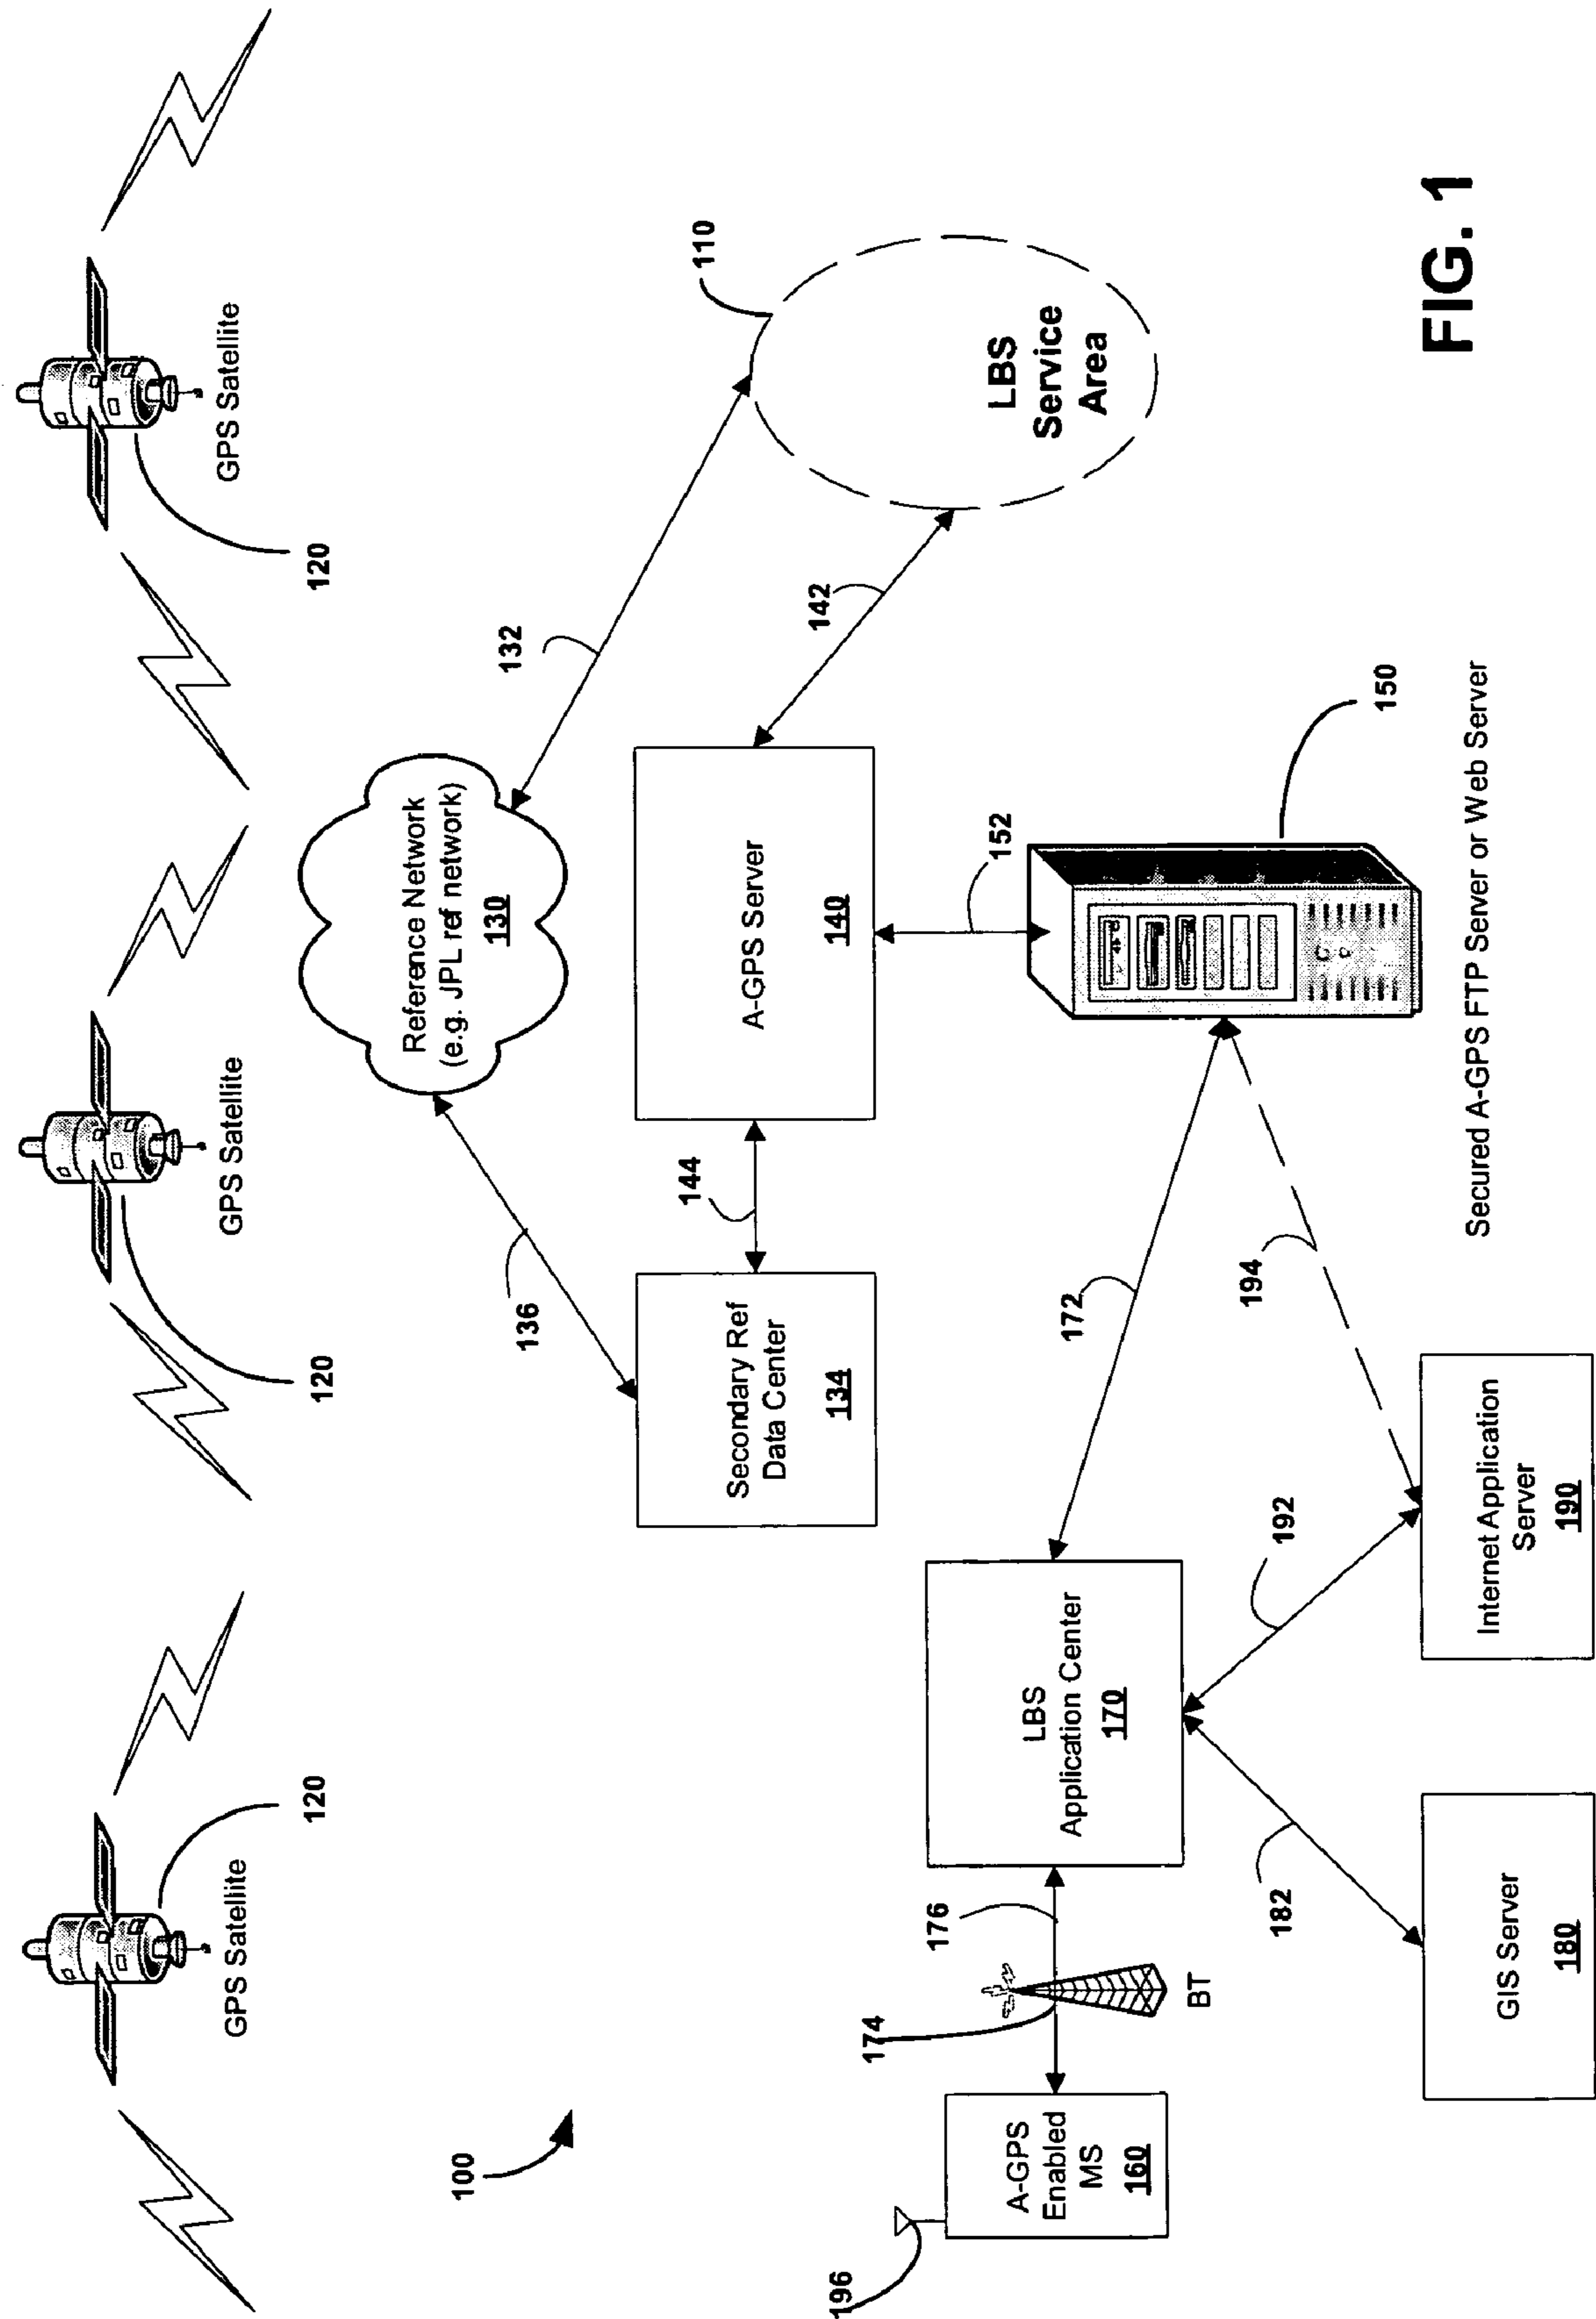 GPS Satellite
120
GPS Satellite
120
GPS Satellite
120
100
Reference Network
(e.g. JPL ref network)
130
132
136
110
LBS
Service
Area
Secondary Ref
Data Center
134
144
A-GPS Server
140
142
152
150
Secured A-GPS FTP Server or Web Server
196
A-GPS
Enabled
MS
160
174
BT
176
LBS
Application Center
170
172
182
192
194
GIS Server
180
Internet Application
Server
190
FIG. 1